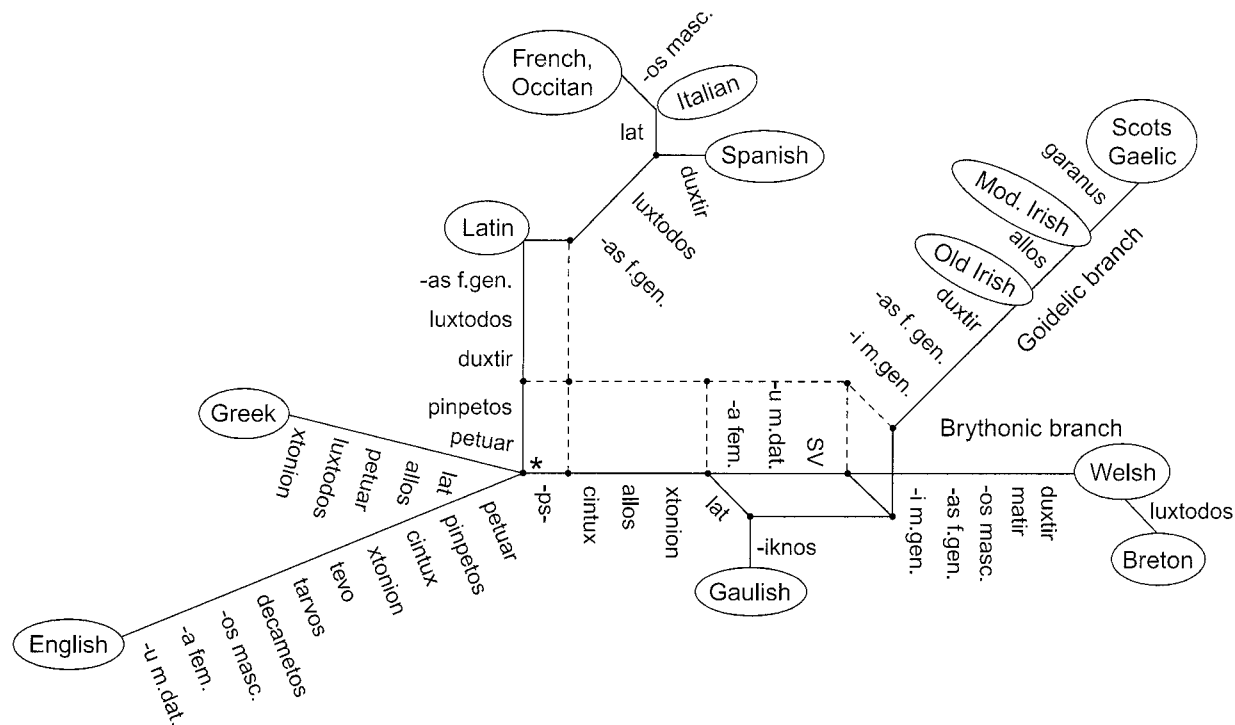 -os masc.
French,
Occitan
Italian
lat
Spanish
duxtir
luxtodos
-as f.gen.
Latin
-as f.gen.
luxtodos
duxtir
pinpetos
petuar
Scots
Gaelic
garanus
Mod. Irish
allos
Old Irish
duxtir
-as f. gen.
-i m.gen.
Goidelic branch
Greek
xtonion
luxtodos
petuar
allos
lat
*
-ps-
cintux
allos
xtonion
lat
-a fem.
-u m.dat.
SV
Brythonic branch
-i m.gen.
-as f.gen.
-os masc.
matir
duxtir
Welsh
luxtodos
Breton
-iknos
Gaulish
petuar
pinpetos
cintux
xtonion
tevo
tarvos
decametos
-os masc.
-a fem.
-u m.dat.
English